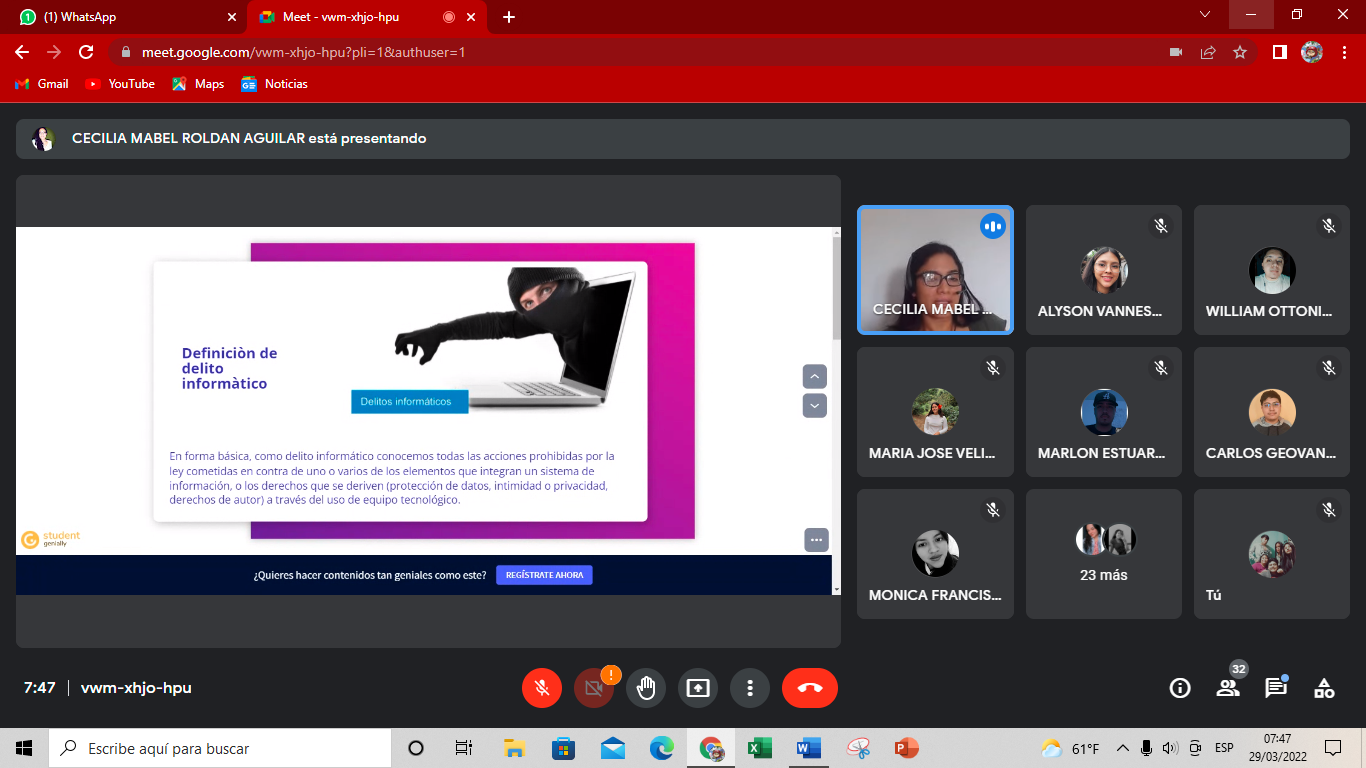 (1) WhatsApp
Meet - vwm-xhjo-hpu
meet.google.com/vwm-xhjo-hpu?pli=1&authuser=1
Gmail
YouTube
Maps
Noticias
CECILIA MABEL ROLDAN AGUILAR está presentando
Definiciòn de
delito
informàtico
Delitos informáticos
En forma básica, como delito informático conocemos todas las acciones prohibidas por la
ley cometidas en contra de uno o varios de los elementos que integran un sistema de
información, o los derechos que se deriven (protección de datos, intimidad o privacidad,
derechos de autor) a través del uso de equipo tecnológico.
student
genially
¿Quieres hacer contenidos tan geniales como este?
REGÍSTRATE AHORA
CECILIA MABEL ...
ALYSON VANNES...
WILLIAM OTTONI...
MARIA JOSE VELI...
MARLON ESTUAR...
CARLOS GEOVAN...
MONICA FRANCIS...
23 más
Tú
7:47 | vwm-xhjo-hpu
32
Escribe aquí para buscar
61°F
ESP
07:47
29/03/2022